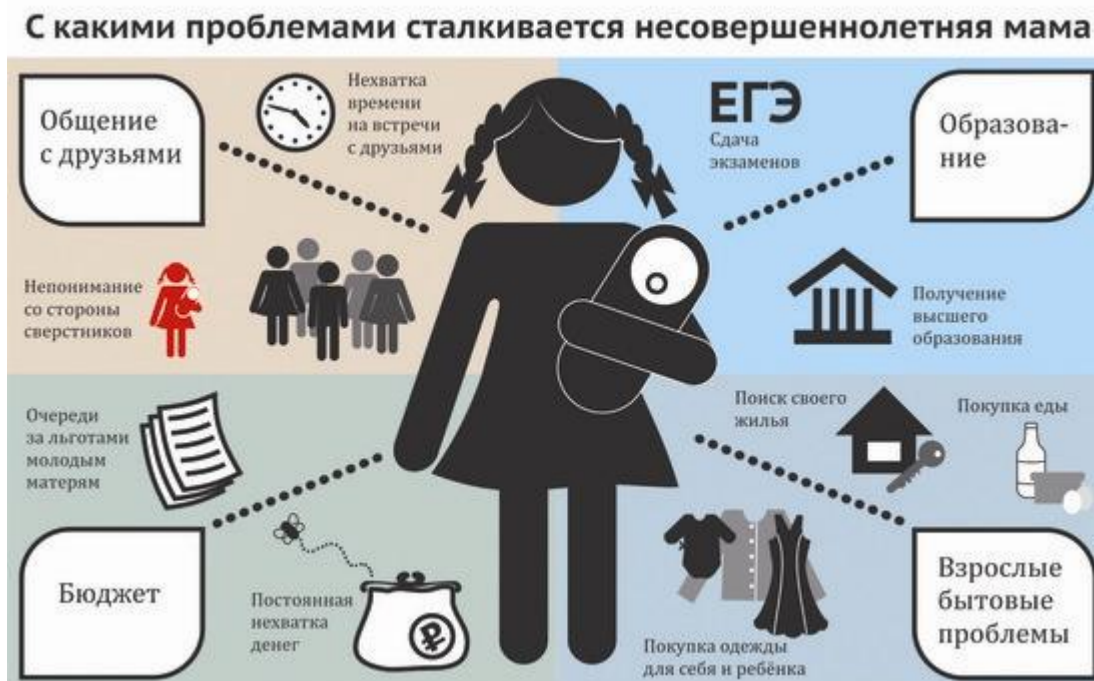 С какими проблемами сталкивается несовершеннолетняя мама
Общение
с друзьями
Нехватка
времени
на встречи
с друзьями
Непонимание
со стороны
сверстников
ЕГЭ
Сдача
экзаменов
Образова-
ние
Получение
высшего
образования
Очереди
за льготами
молодым
матерям
Бюджет
Постоянная
нехватка
денег
Поиск своего
жилья
Покупка еды
Покупка одежды
для себя и ребёнка
Взрослые
бытовые
проблемы